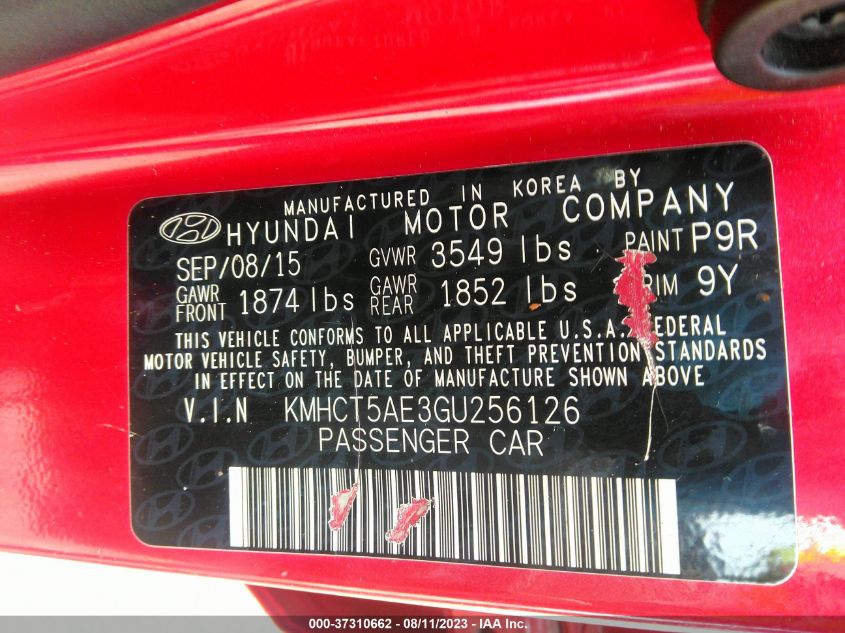 MANUFACTURED IN KOREA BY
HYUNDAI MOTOR COMPANY
SEP/08/15 GVWR 3549 lbs PAINT P9R
GAWR FRONT 1874 lbs GAWR REAR 1852 lbs 9Y
THIS VEHICLE CONFORMS TO ALL APPLICABLE U.S.A. FEDERAL
MOTOR VEHICLE SAFETY, BUMPER, AND THEFT PREVENTION STANDARDS
IN EFFECT ON THE DATE OF MANUFACTURE SHOWN ABOVE
V.I.N KMHCT5AE3GU256126
PASSENGER CAR
000-37310662 - 08/11/2023 - IAA Inc.